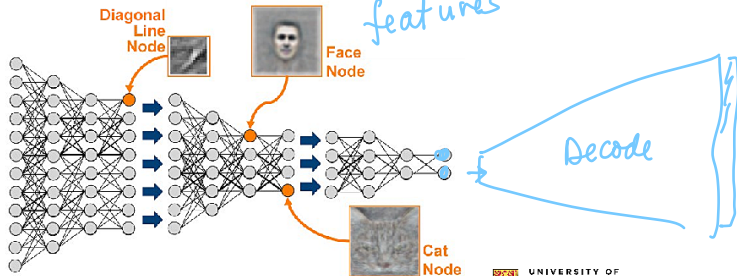 features
Diagonal
Line
Node
Face
Node
Decode
Cat
Node
UNIVERSITY OF